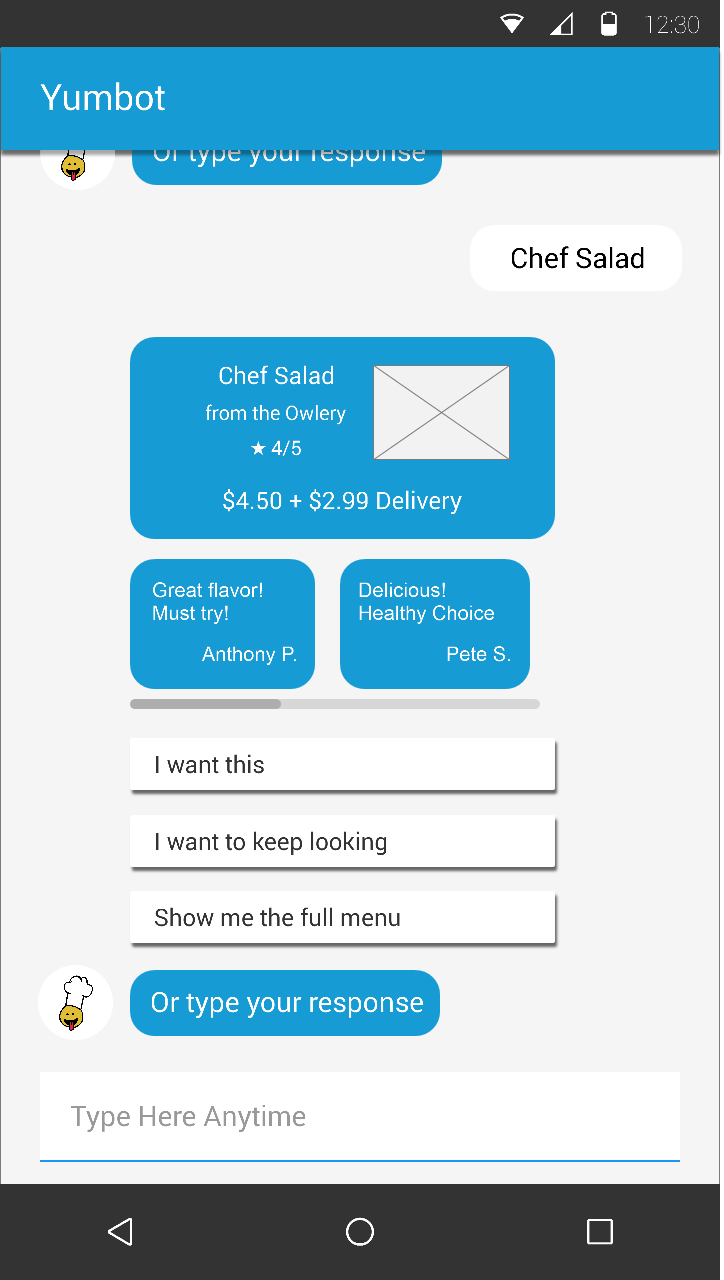 12:30
Yumbot
Or type your response
Chef Salad
Chef Salad
from the Owlery
★ 4/5
$4.50 + $2.99 Delivery
Great flavor!
Must try!
Anthony P.
Delicious!
Healthy Choice
Pete S.
I want this
I want to keep looking
Show me the full menu
Or type your response
Type Here Anytime